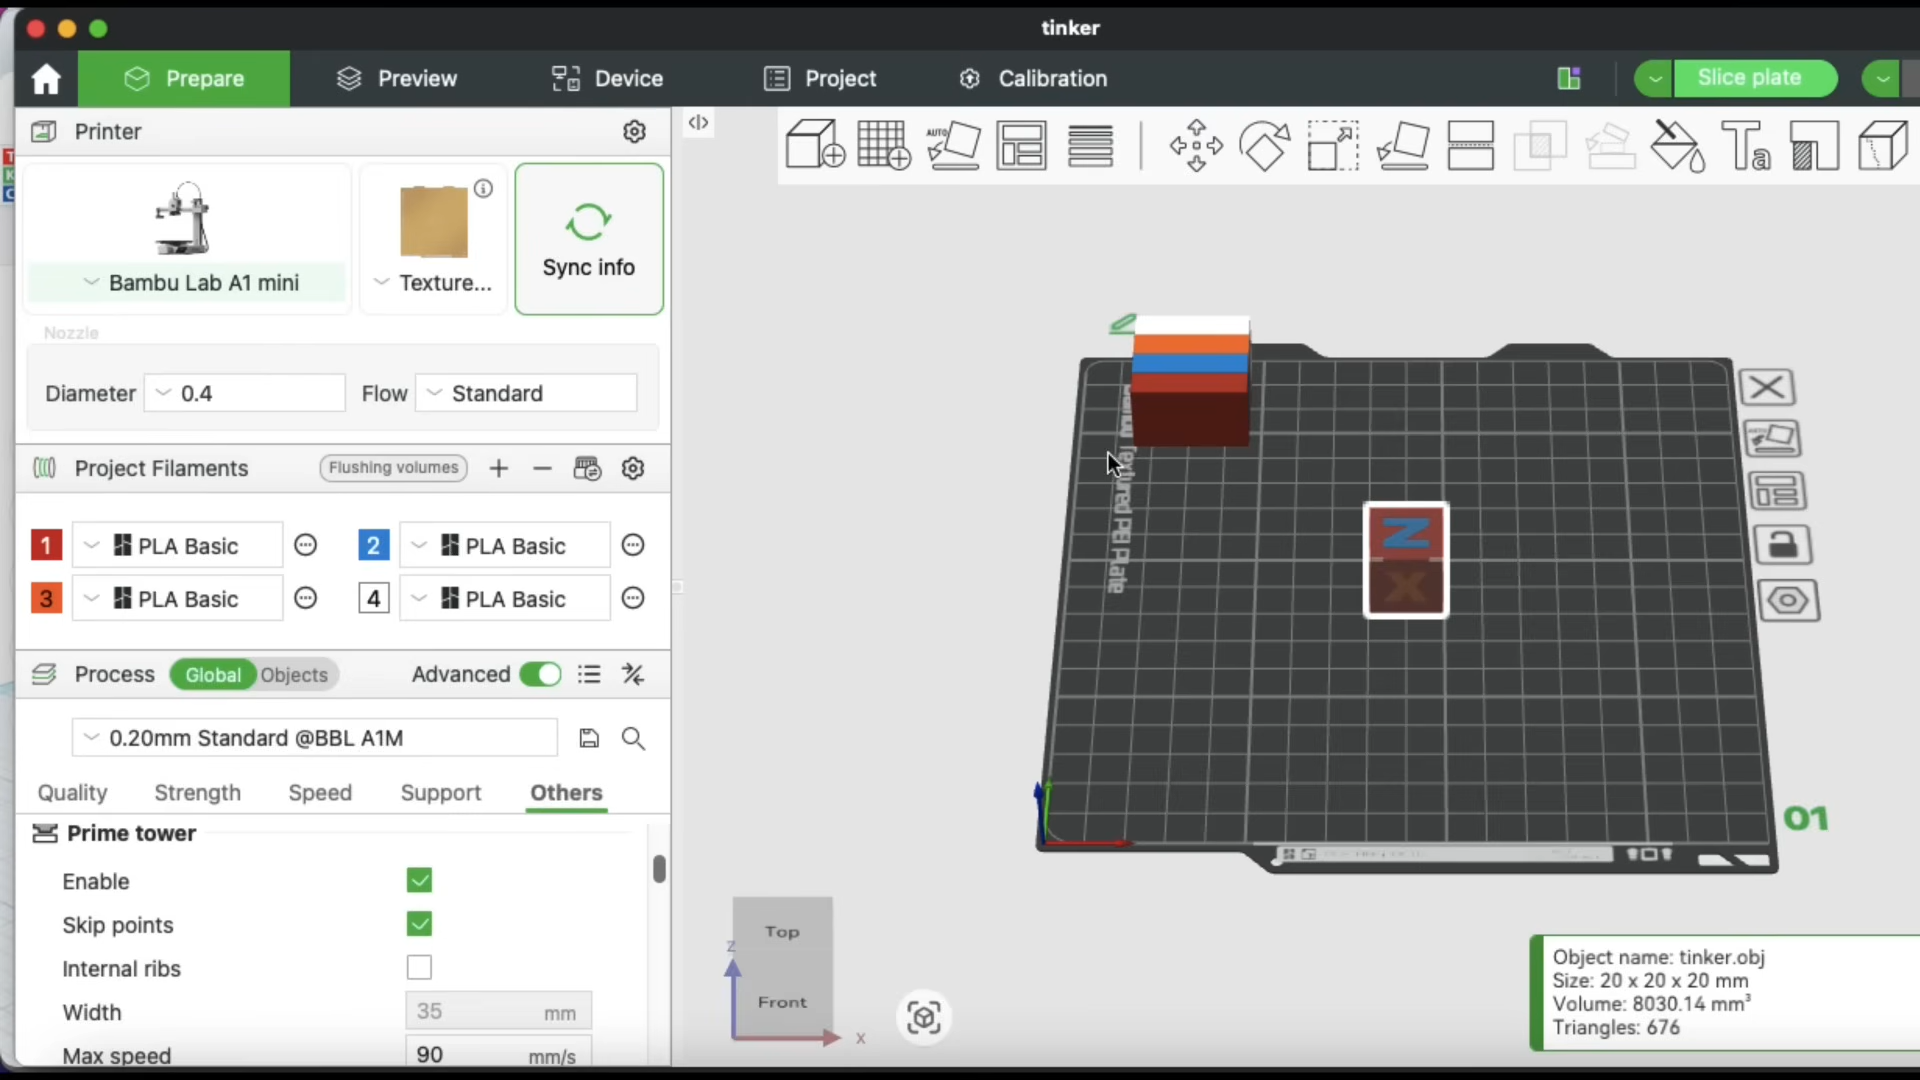 tinker
Prepare
Preview
Device
Project
Calibration
Slice plate
Printer
AUTO
Bambu Lab A1 mini
Texture...
Sync info
Nozzle
Diameter
0.4
Flow
Standard
Project Filaments
Flushing volumes
1
PLA Basic
2
PLA Basic
3
PLA Basic
4
PLA Basic
Process
Global
Objects
Advanced
0.20mm Standard @BBL A1M
Quality
Strength
Speed
Support
Others
Prime tower
Enable
Skip points
Internal ribs
Width
35
mm
Max speed
90
mm/s
Textured PEI Plate
Z
X
01
Top
Front
Z
X
Object name: tinker.obj
Size: 20 x 20 x 20 mm
Volume: 8030.14 mm³
Triangles: 676